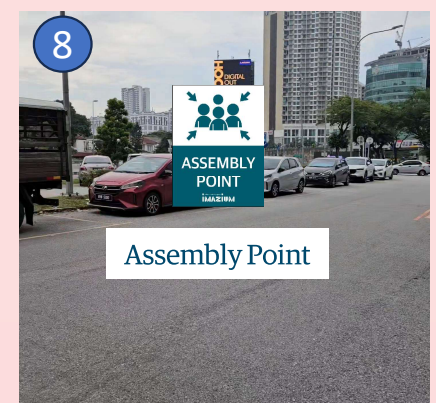 8
DIGITAL
OUT
ASSEMBLY
POINT
IMAZIUM
Assembly Point